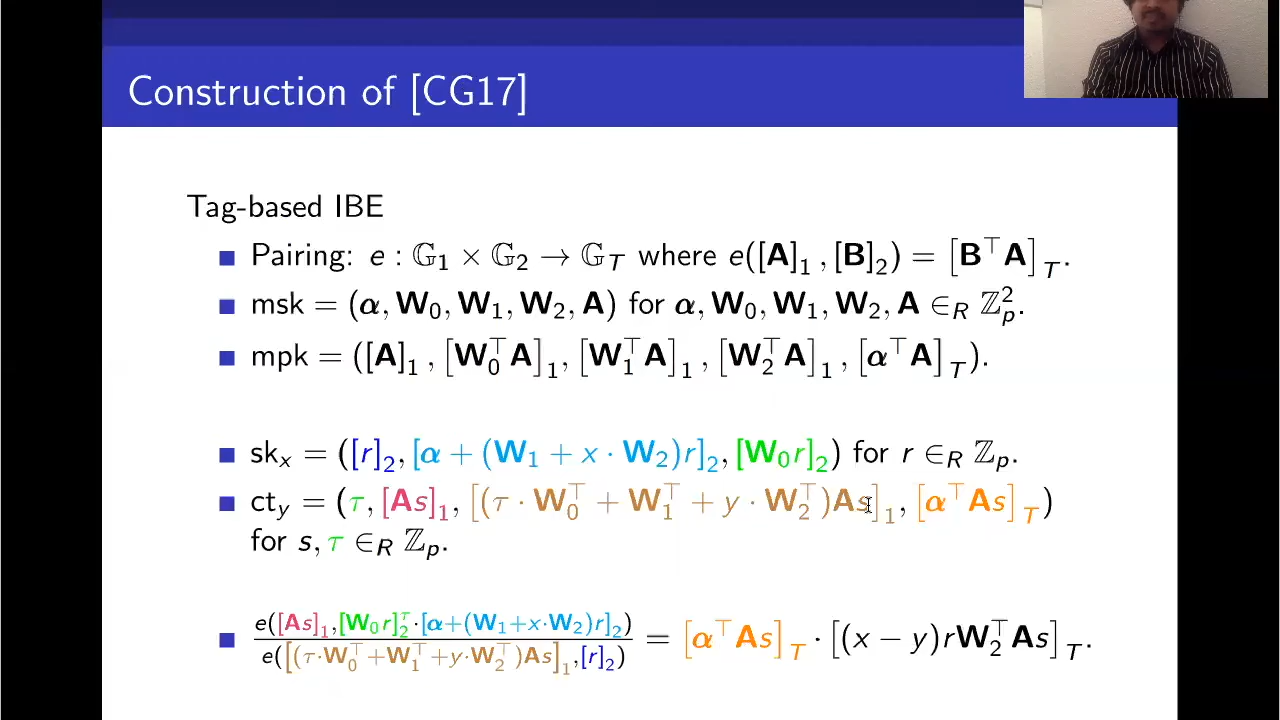 Construction of [CG17]
Tag-based IBE
Pairing: e : 𝔾₁ × 𝔾₂ → 𝔾_T where e([A]₁ , [B]₂) = [B^⊤A]_T.
msk = (α, W₀, W₁, W₂, A) for α, W₀, W₁, W₂, A ∈_R ℤ_p^2.
mpk = ([A]₁ , [W₀^⊤A]₁, [W₁^⊤A]₁ , [W₂^⊤A]₁ , [α^⊤A]_T).
sk_x = ([r]₂, [α + (W₁ + x · W₂)r]₂, [W₀r]₂) for r ∈_R ℤ_p.
ct_y = (τ, [As]₁, [(τ · W₀^⊤ + W₁^⊤ + y · W₂^⊤)As]₁, [α^⊤As]_T)
for s, τ ∈_R ℤ_p.
e([As]₁,[W₀r]₂^τ·[α+(W₁+x·W₂)r]₂) / e([(τ·W₀^⊤+W₁^⊤+y·W₂^⊤)As]₁,[r]₂) = [α^⊤As]_T · [(x − y)rW₂^⊤As]_T.